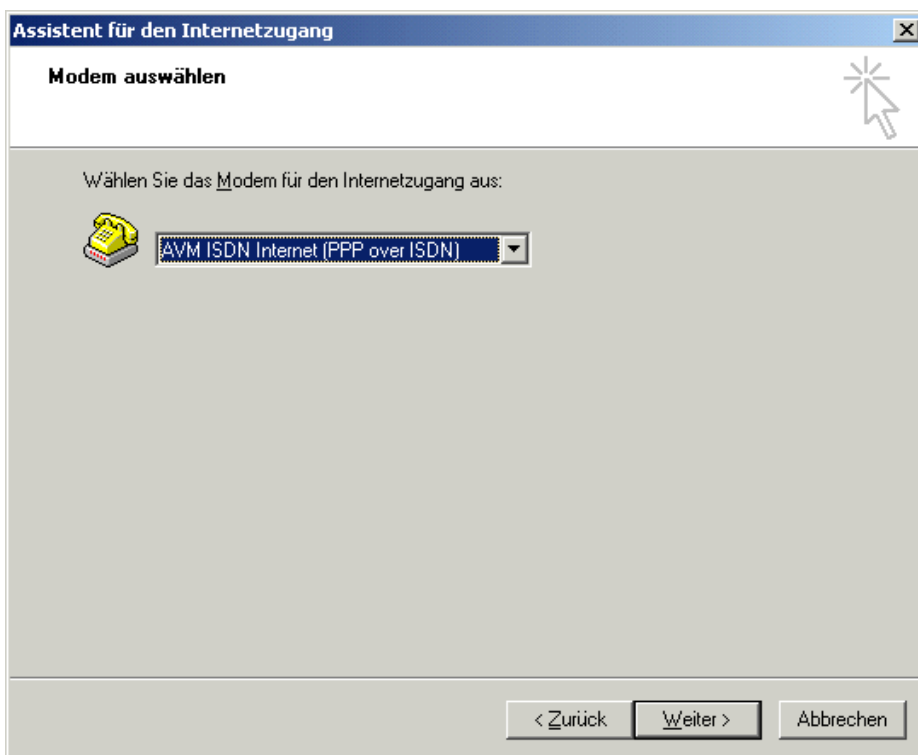 Assistent für den Internetzugang
Modem auswählen
Wählen Sie das Modem für den Internetzugang aus:
AVM ISDN Internet (PPP over ISDN)
< Zurück Weiter > Abbrechen